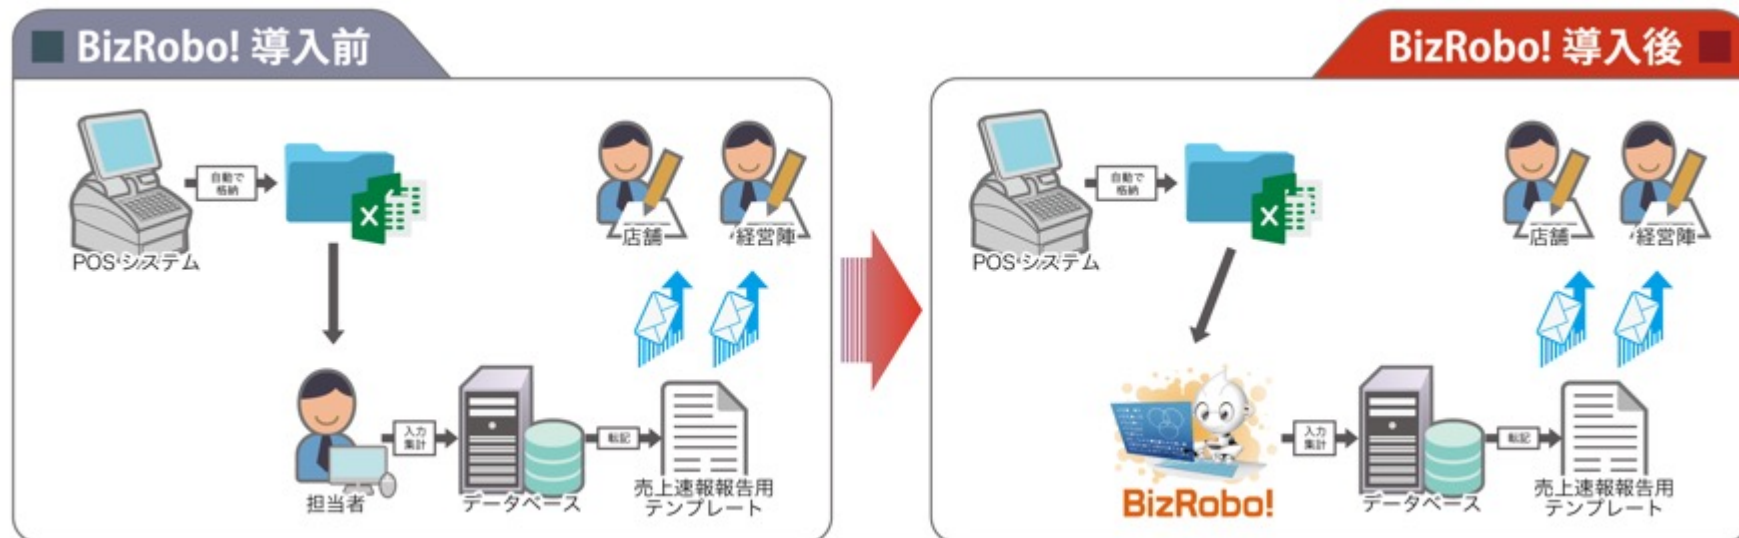 BizRobo! 導入前
自動で
格納
POSシステム
店舗
経営陣
担当者
入力
集計
データベース
転記
売上速報報告用
テンプレート
BizRobo! 導入後
自動で
格納
POSシステム
店舗
経営陣
BizRobo!
入力
集計
データベース
転記
売上速報報告用
テンプレート